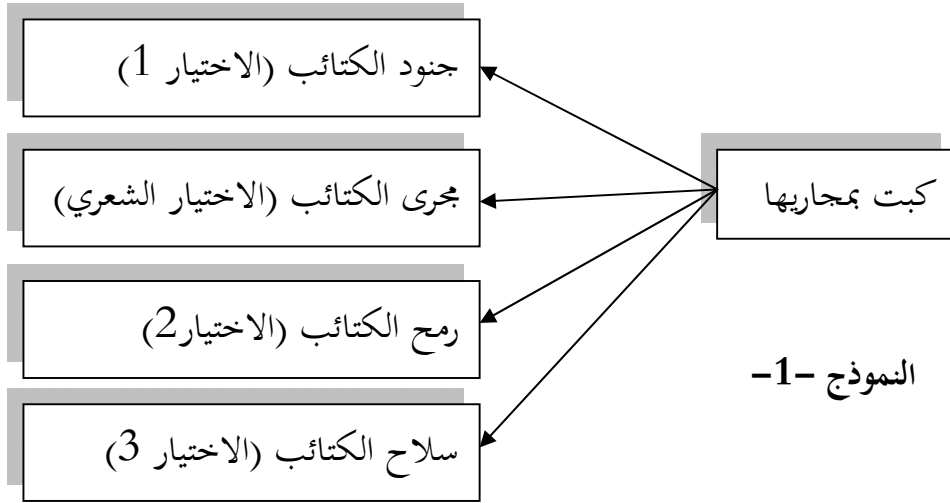 جنود الكتائب (الاختيار 1)
كبت بمجاريها
مجرى الكتائب (الاختيار الشعري)
رمح الكتائب (الاختيار2)
النموذج -1-
سلاح الكتائب (الاختيار 3)